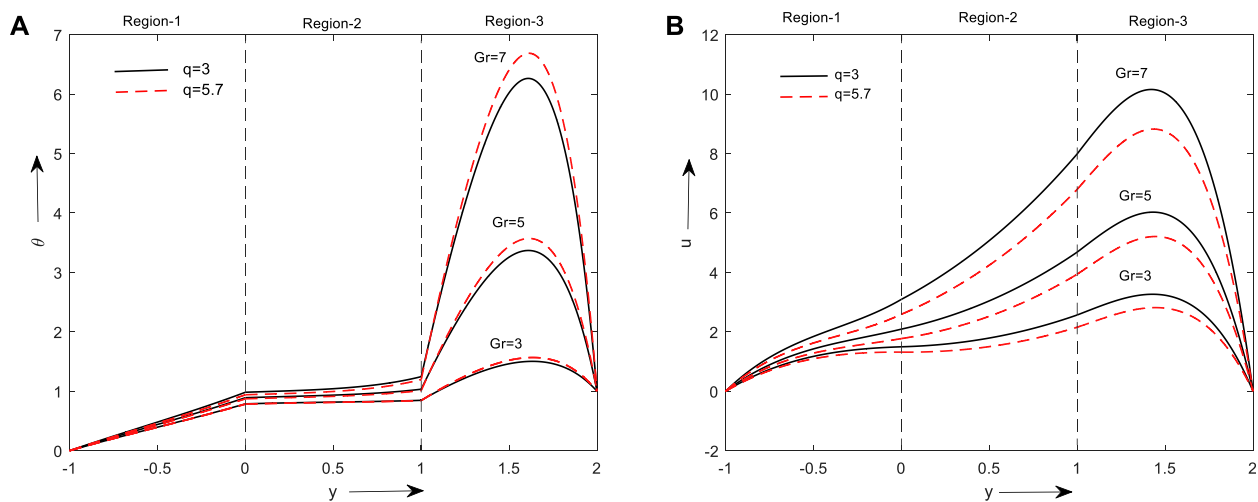 A
Region-1 Region-2 Region-3
q=3
q=5.7
Gr=7
Gr=5
Gr=3
θ
7
6
5
4
3
2
1
0
-1 -0.5 0 0.5 1 1.5 2
y
B
Region-1 Region-2 Region-3
q=3
q=5.7
Gr=7
Gr=5
Gr=3
u
12
10
8
6
4
2
0
-2
-1 -0.5 0 0.5 1 1.5 2
y